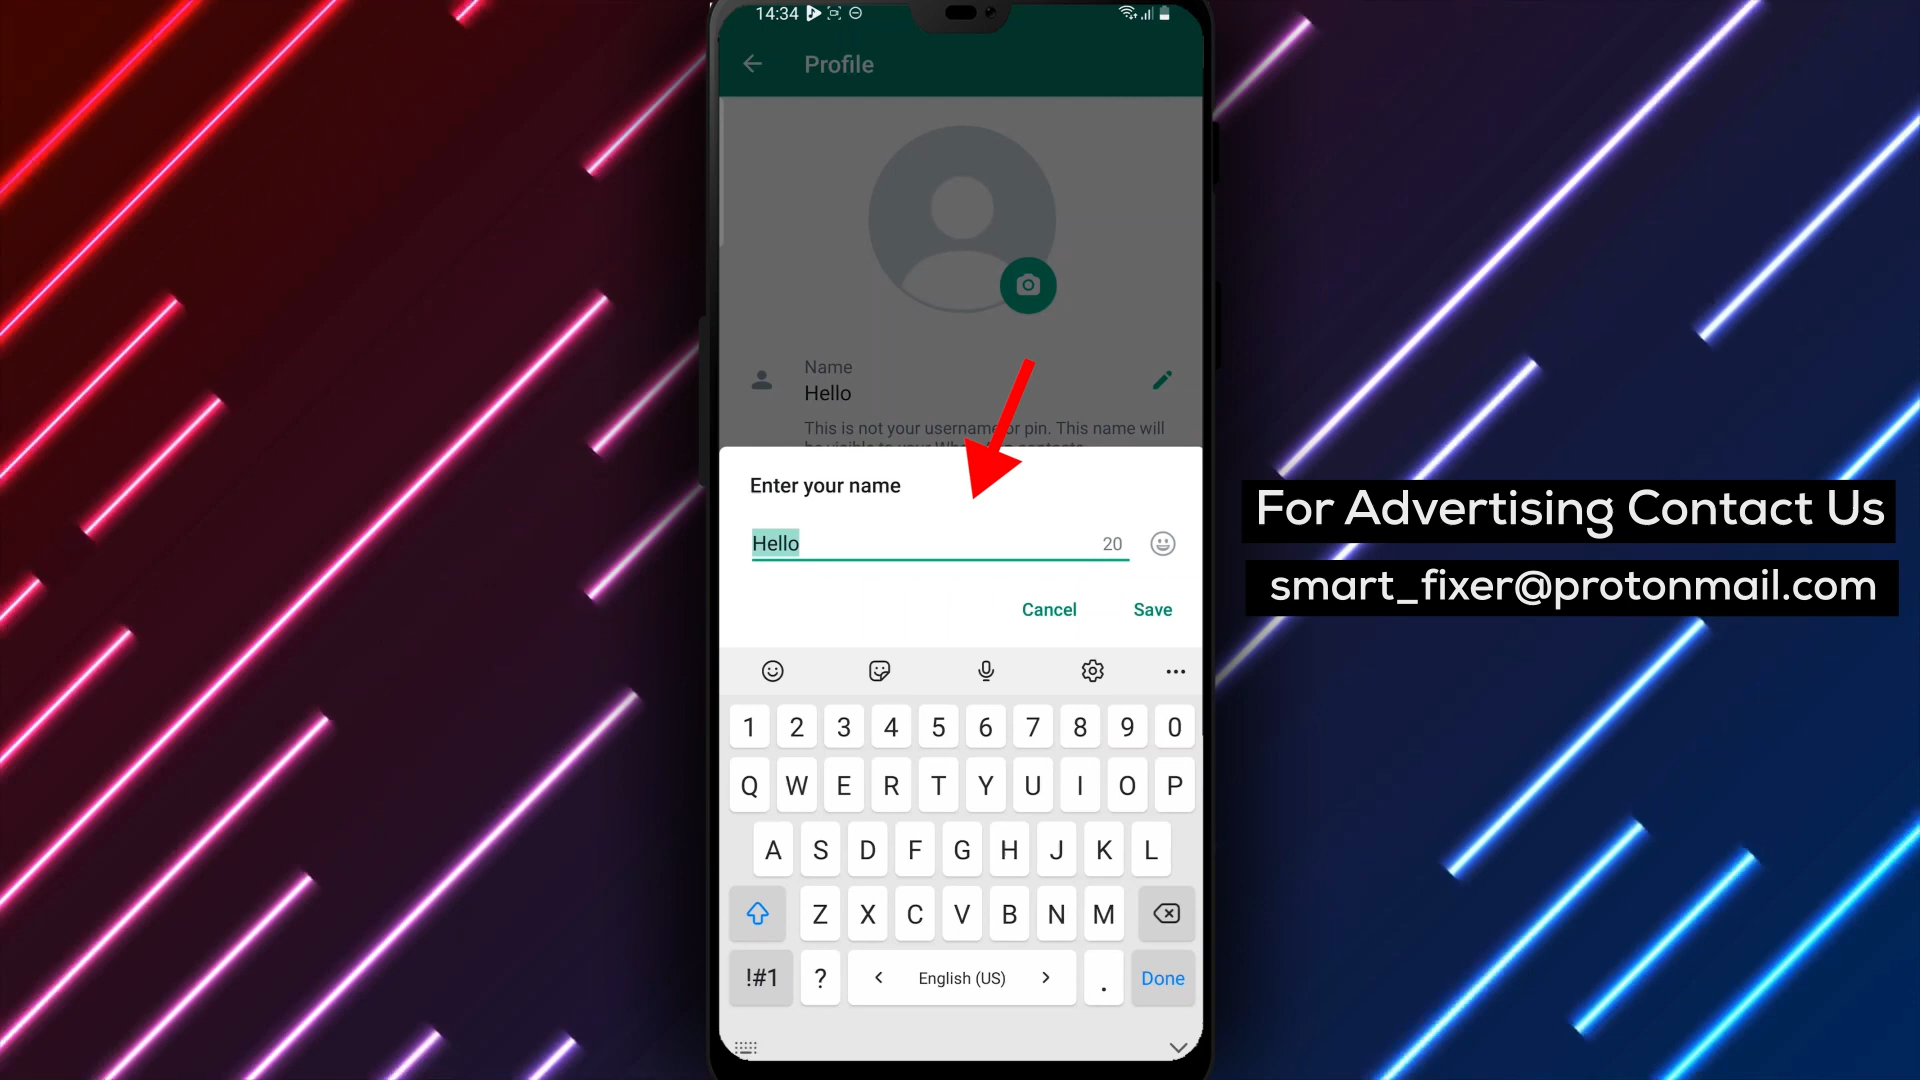 14:34
Profile
Name
Hello
This is not your username or pin. This name will
Enter your name
Hello 20
Cancel Save
1 2 3 4 5 6 7 8 9 0
Q W E R T Y U I O P
A S D F G H J K L
Z X C V B N M
!#1 ? < English (US) > . Done
For Advertising Contact Us
smart_fixer@protonmail.com